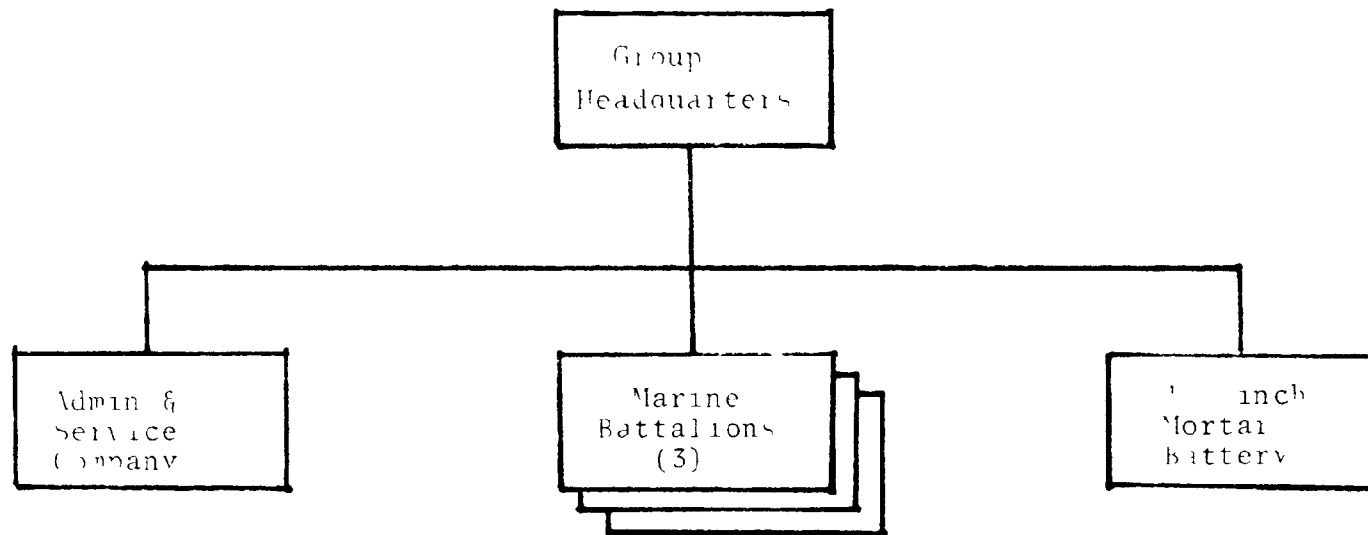 Group
Headquarters
Admin &
Service
Company
Marine
Battalions
(3)
inch
Mortar
Battery